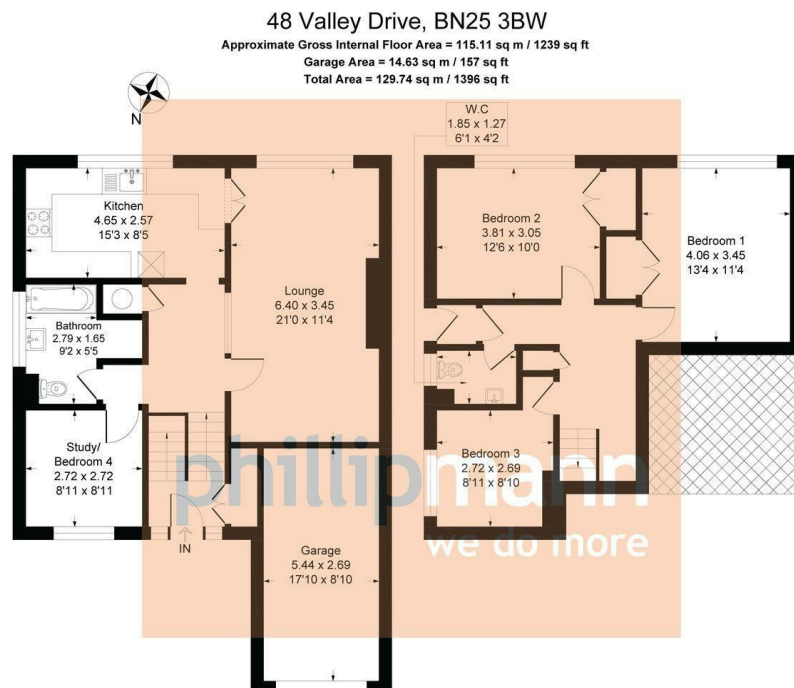 48 Valley Drive, BN25 3BW
Approximate Gross Internal Floor Area = 115.11 sq m / 1239 sq ft
Garage Area = 14.63 sq m / 157 sq ft
Total Area = 129.74 sq m / 1396 sq ft
N
W.C
1.85 x 1.27
6'1 x 4'2
Kitchen
4.65 x 2.57
15'3 x 8'5
Lounge
6.40 x 3.45
21'0 x 11'4
Bathroom
2.79 x 1.65
9'2 x 5'5
Study/
Bedroom 4
2.72 x 2.72
8'11 x 8'11
IN
Garage
5.44 x 2.69
17'10 x 8'10
Bedroom 2
3.81 x 3.05
12'6 x 10'0
Bedroom 1
4.06 x 3.45
13'4 x 11'4
Bedroom 3
2.72 x 2.69
8'11 x 8'10
phillipmann
we do more